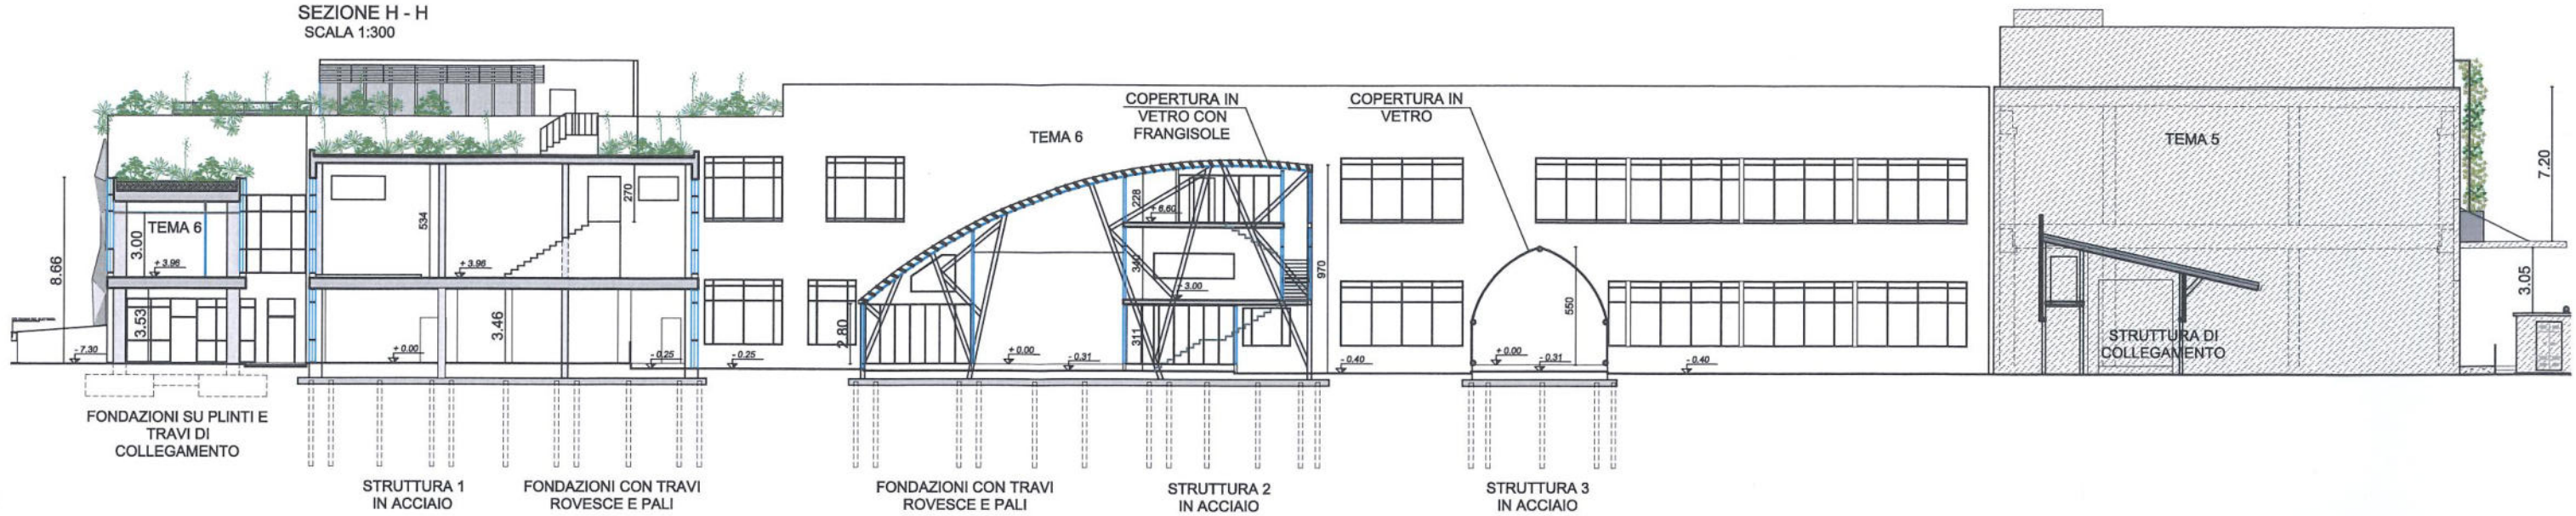 SEZIONE H - H
SCALA 1:300
COPERTURA IN
VETRO CON
FRANGISOLE
COPERTURA IN
VETRO
TEMA 6
TEMA 5
7.20
TEMA 6
3.00
+ 3.96
8.66
534
270
+ 3.96
228
+ 6.60
340
- 3.00
970
550
3.05
3.53
3.46
2.80
311
- 7.30
+ 0.00
- 0.25
- 0.25
+ 0.00
- 0.31
- 0.40
+ 0.00
- 0.31
- 0.40
STRUTTURA DI
COLLEGAMENTO
FONDAZIONI SU PLINTI E
TRAVI DI
COLLEGAMENTO
STRUTTURA 1
IN ACCIAIO
FONDAZIONI CON TRAVI
ROVESCE E PALI
FONDAZIONI CON TRAVI
ROVESCE E PALI
STRUTTURA 2
IN ACCIAIO
STRUTTURA 3
IN ACCIAIO